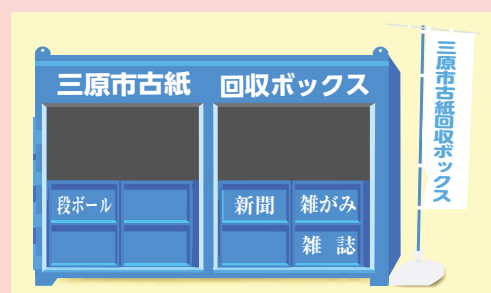 三原市古紙 回収ボックス
段ボール
新聞 雑がみ
雑誌
三原市古紙回収ボックス